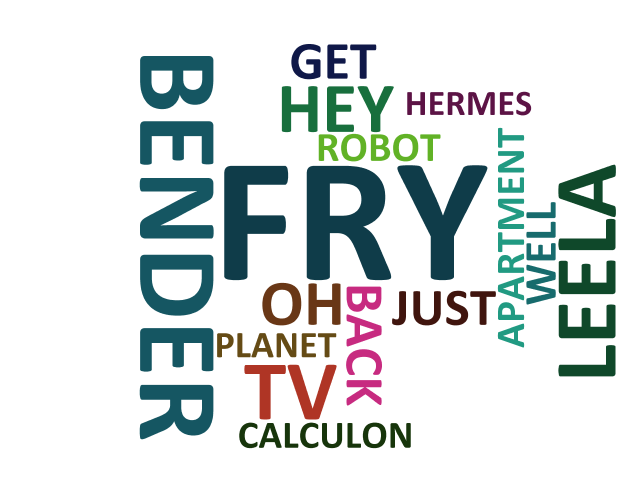 GET
HEY
HERMES
ROBOT
BENDER
FRY
APARTMENT
WELL
LEELA
OH
BACK
JUST
PLANET
TV
CALCULON